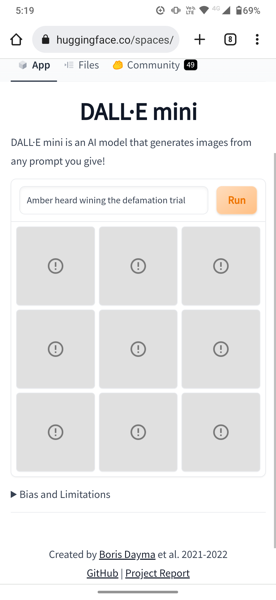 5:19
Vo))
LTE
4G
69%
huggingface.co/spaces/
8
App
Files
Community 49
DALL·E mini
DALL·E mini is an AI model that generates images from
any prompt you give!
Amber heard wining the defamation trial
Run
Bias and Limitations
Created by Boris Dayma et al. 2021-2022
GitHub | Project Report